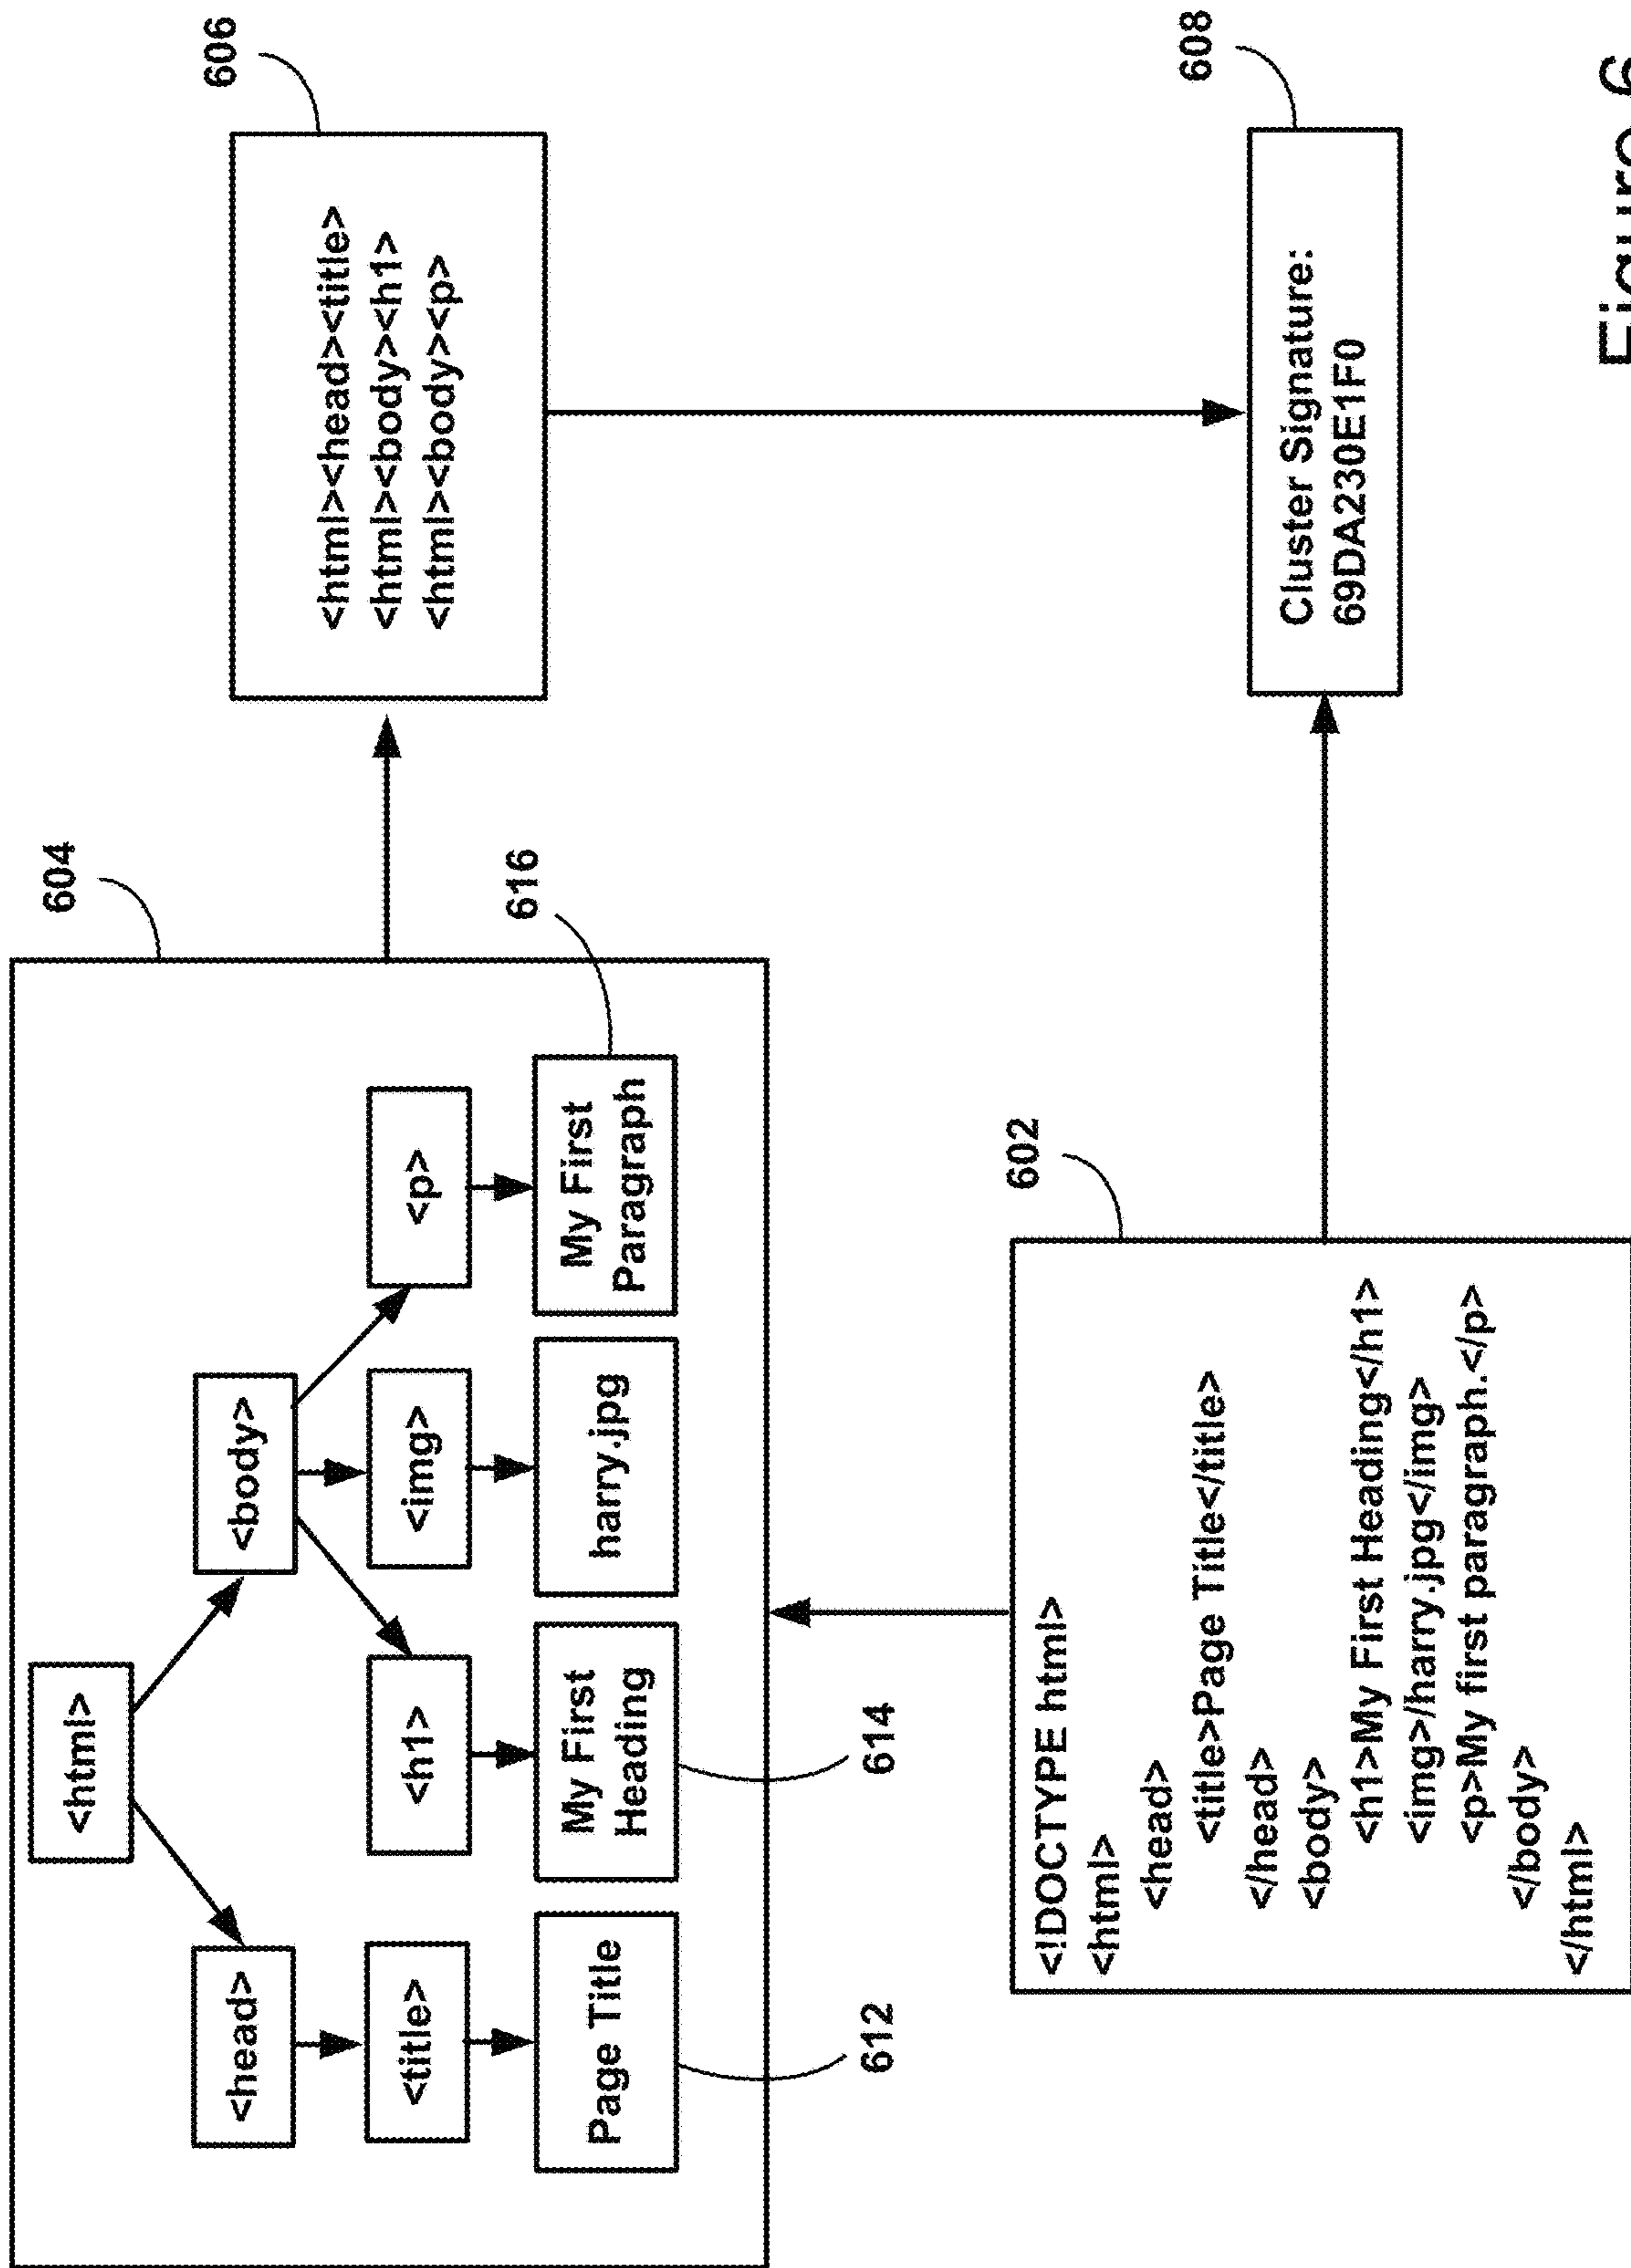 604
<html>
<head>
<body>
<title>
<h1>
<img>
<p>
Page Title
My First
Heading
harry.jpg
My First
Paragraph
612
614
616
606
<html><head><title>
<html><body><h1>
<html><body><p>
602
<!DOCTYPE html>
<html>
<head>
<title>Page Title</title>
</head>
<body>
<h1>My First Heading</h1>
<img>/harry.jpg</img>
<p>My first paragraph.</p>
</body>
</html>
608
Cluster Signature:
69DA230E1F0
Figure 6